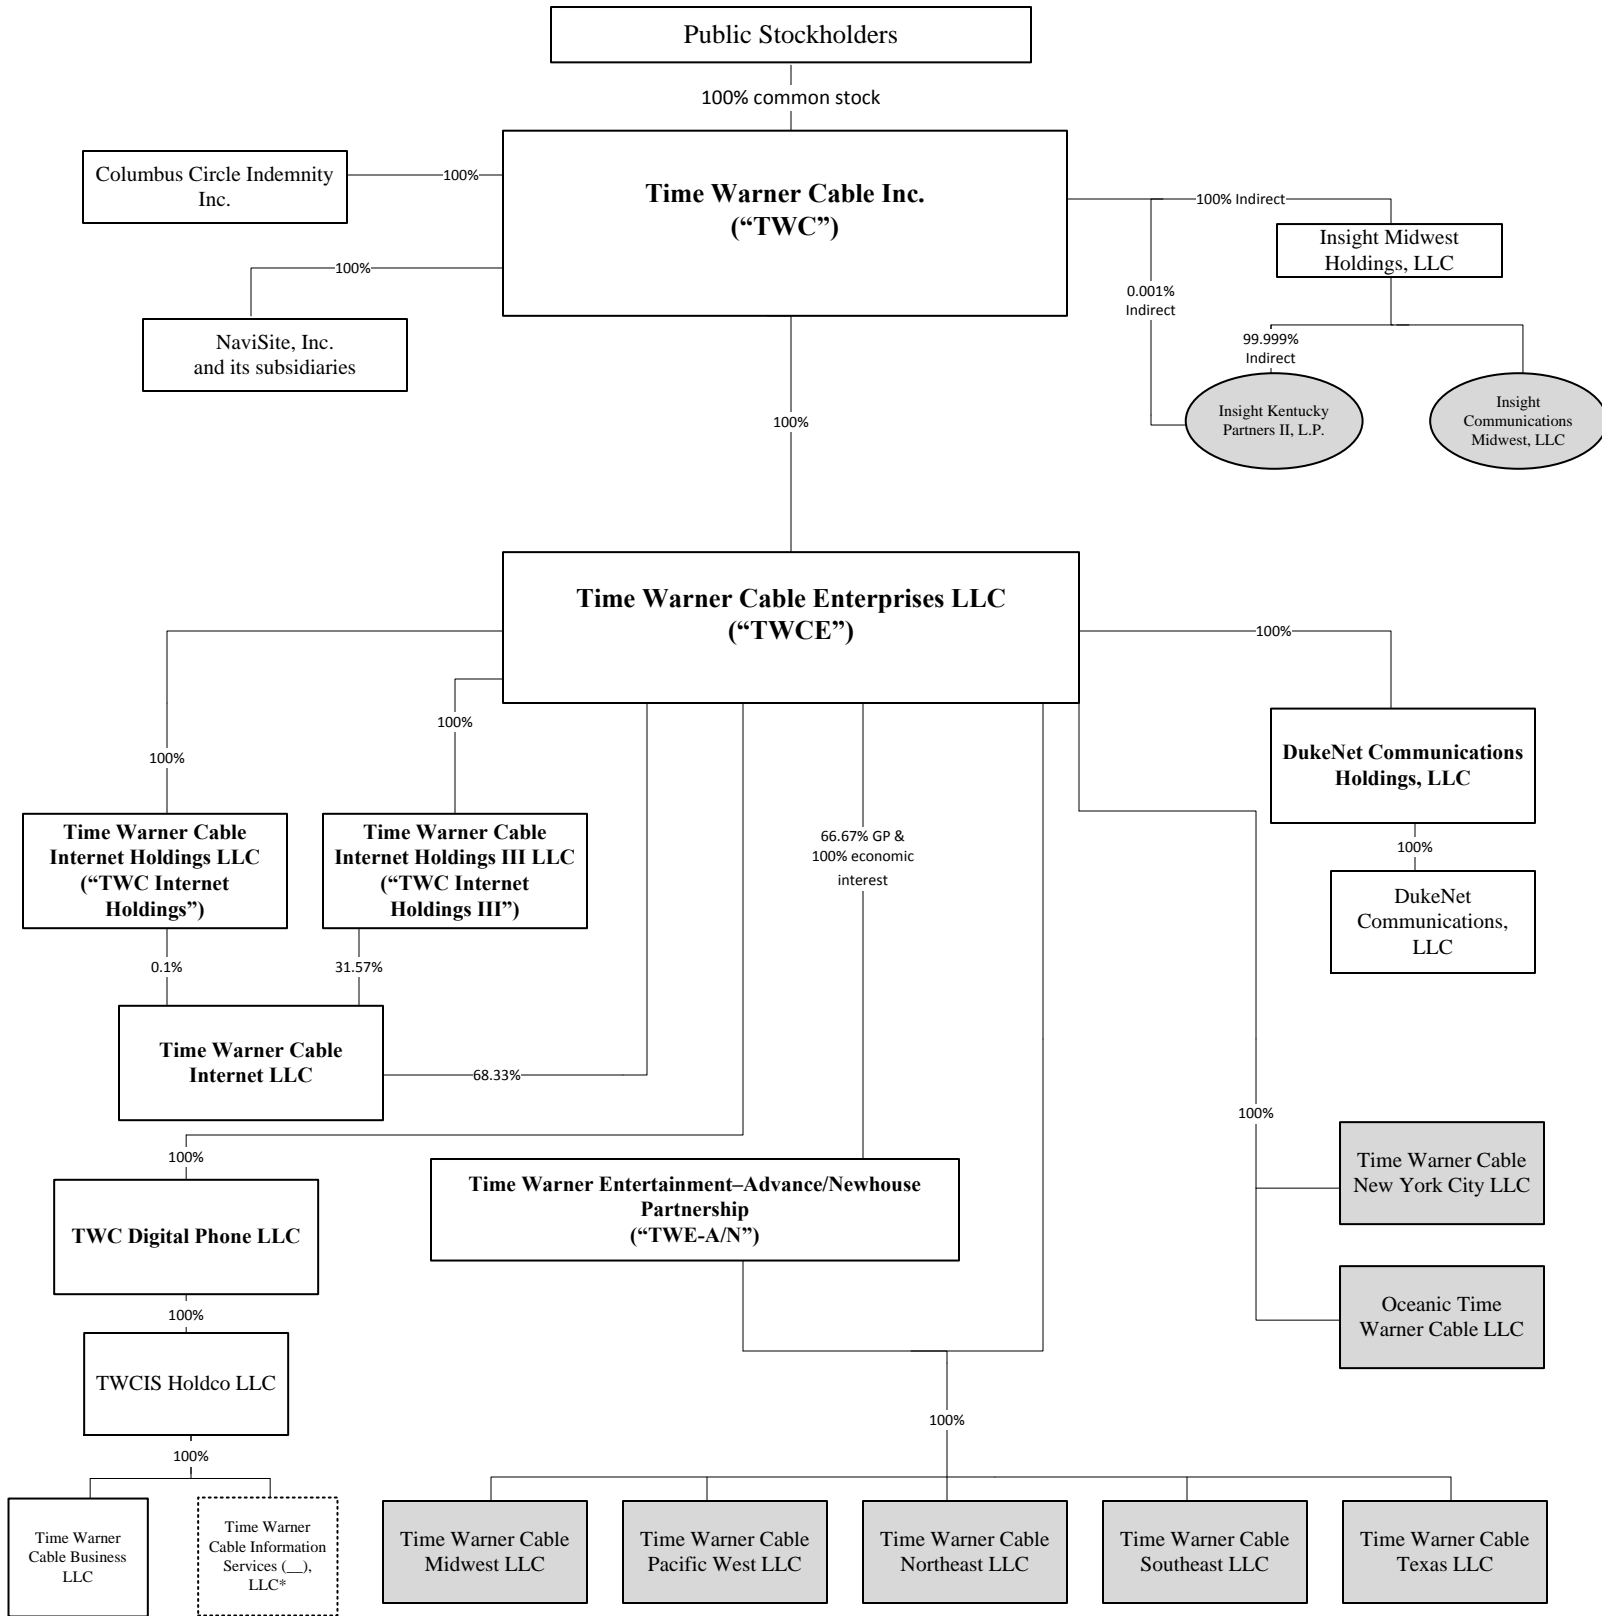 Public Stockholders
100% common stock
Time Warner Cable Inc.
(“TWC”)
Columbus Circle Indemnity
Inc.
100%
100%
NaviSite, Inc.
and its subsidiaries
100% Indirect
Insight Midwest
Holdings, LLC
0.001%
Indirect
99.999%
Indirect
Insight Kentucky
Partners II, L.P.
Insight
Communications
Midwest, LLC
100%
Time Warner Cable Enterprises LLC
(“TWCE”)
100%
100%
100%
DukeNet Communications
Holdings, LLC
100%
DukeNet
Communications,
LLC
Time Warner Cable
Internet Holdings LLC
(“TWC Internet
Holdings”)
Time Warner Cable
Internet Holdings III LLC
(“TWC Internet
Holdings III”)
66.67% GP &
100% economic
interest
0.1%
31.57%
Time Warner Cable
Internet LLC
68.33%
100%
TWC Digital Phone LLC
Time Warner Entertainment–Advance/Newhouse
Partnership
(“TWE-A/N”)
100%
Time Warner Cable
New York City LLC
Oceanic Time
Warner Cable LLC
100%
TWCIS Holdco LLC
100%
100%
Time Warner
Cable Business
LLC
Time Warner
Cable Information
Services (__),
LLC*
Time Warner Cable
Midwest LLC
Time Warner Cable
Pacific West LLC
Time Warner Cable
Northeast LLC
Time Warner Cable
Southeast LLC
Time Warner Cable
Texas LLC